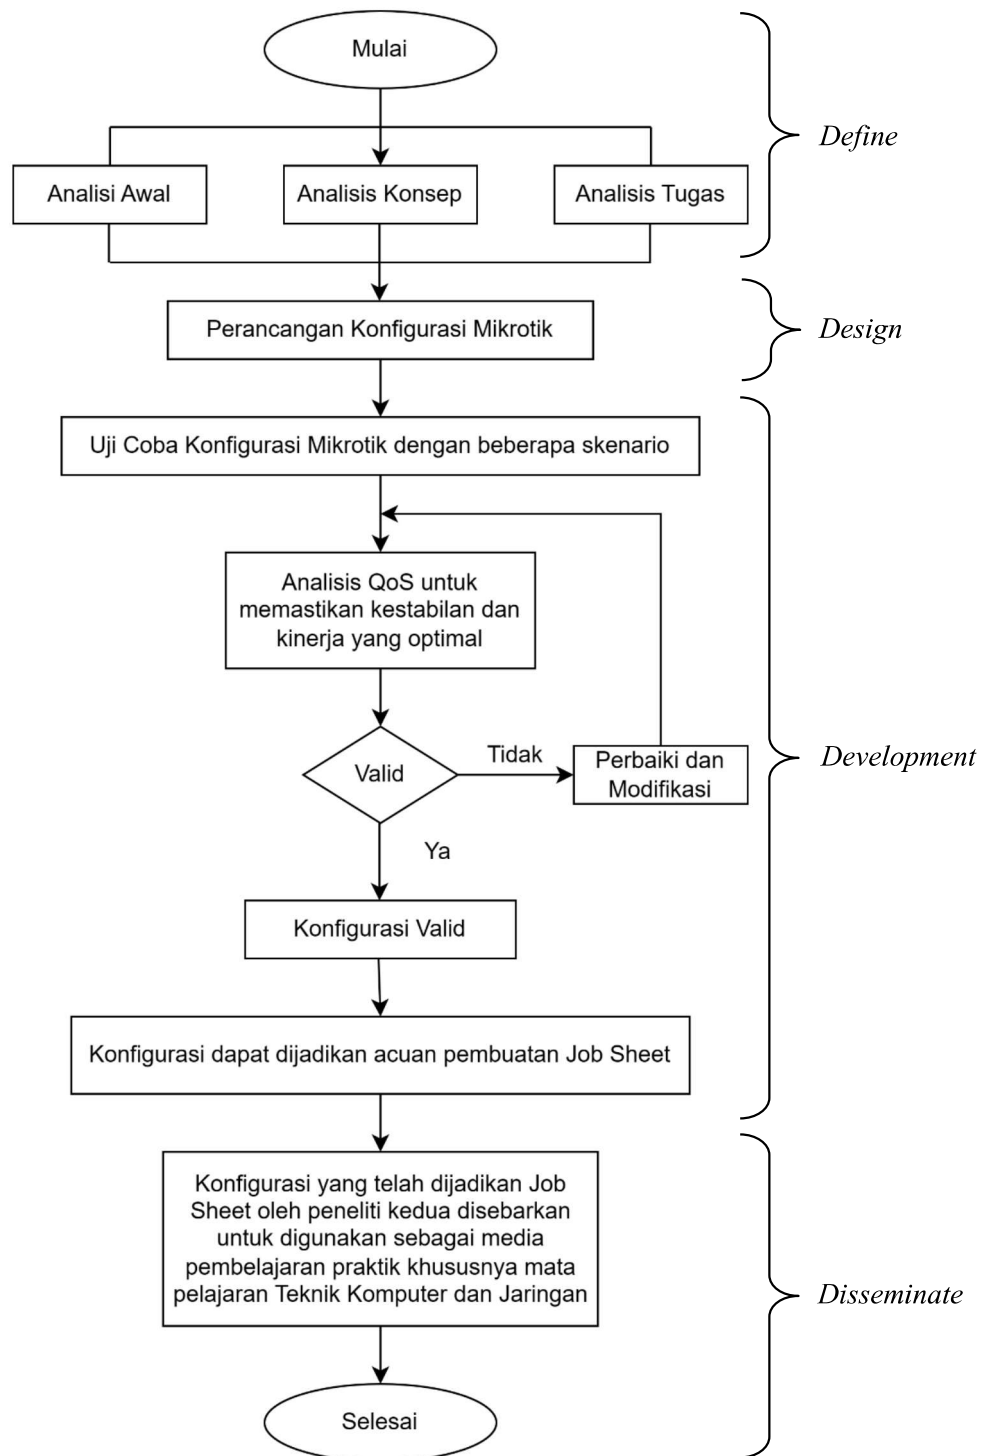 Mulai
Define
Analisi Awal
Analisis Konsep
Analisis Tugas
Perancangan Konfigurasi Mikrotik
Design
Uji Coba Konfigurasi Mikrotik dengan beberapa skenario
Analisis QoS untuk
memastikan kestabilan dan
kinerja yang optimal
Valid
Tidak
Perbaiki dan
Modifikasi
Development
Ya
Konfigurasi Valid
Konfigurasi dapat dijadikan acuan pembuatan Job Sheet
Konfigurasi yang telah dijadikan Job
Sheet oleh peneliti kedua disebarkan
untuk digunakan sebagai media
pembelajaran praktik khususnya mata
pelajaran Teknik Komputer dan Jaringan
Disseminate
Selesai